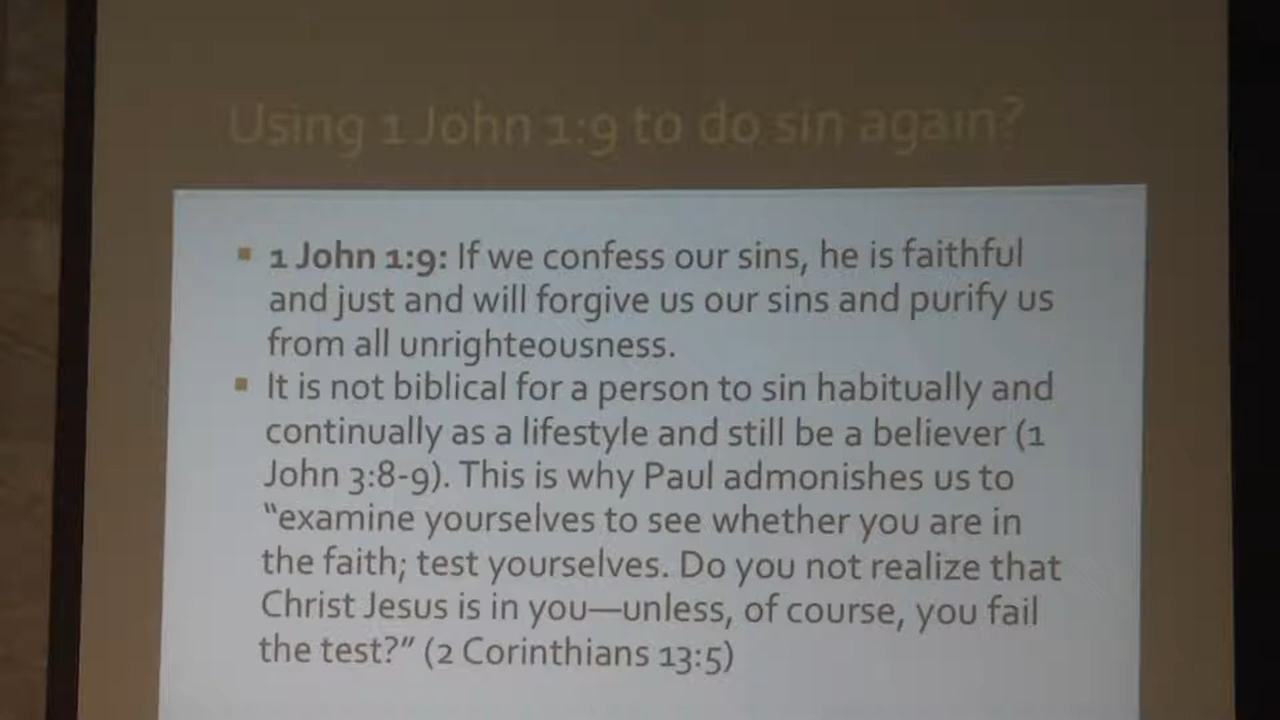 Using 1 John 1:9 to do sin again?
▪ 1 John 1:9: If we confess our sins, he is faithful
and just and will forgive us our sins and purify us
from all unrighteousness.
▪ It is not biblical for a person to sin habitually and
continually as a lifestyle and still be a believer (1
John 3:8-9). This is why Paul admonishes us to
“examine yourselves to see whether you are in
the faith; test yourselves. Do you not realize that
Christ Jesus is in you—unless, of course, you fail
the test?” (2 Corinthians 13:5)